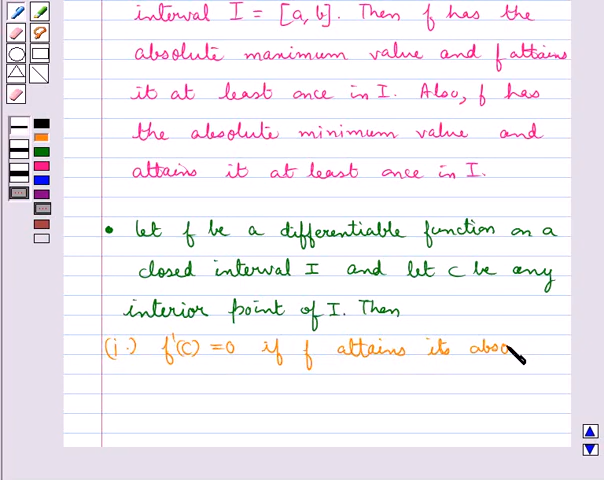 interval I = [a, b]. Then f has the
absolute maximum value and f attains
it at least once in I. Also, f has
the absolute minimum value and
attains it at least once in I.
• Let f be a differentiable function on a
closed interval I and let c be any
interior point of I. Then
(i.) f'(c) = 0 if f attains its abso